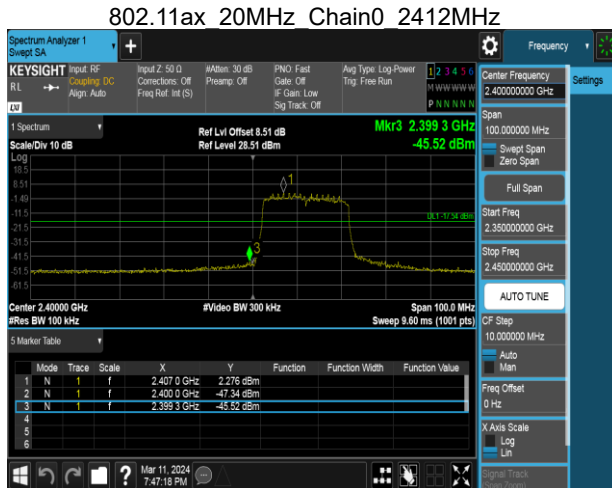 802.11ax_20MHz_Chain0_2412MHz
Spectrum Analyzer 1
Swept SA
+
Frequency
KEYSIGHT
RL
Input: RF
Coupling: DC
Align: Auto
Input Z: 50 Ω
Corrections: Off
Freq Ref: Int (S)
#Atten: 30 dB
Preamp: Off
PNO: Fast
Gate: Off
IF Gain: Low
Sig Track: Off
Avg Type: Log-Power
Trig: Free Run
1 2 3 4 5 6
M W W W W W
P N N N N N
LXI
1 Spectrum
Scale/Div 10 dB
Ref Lvl Offset 8.51 dB
Ref Level 28.51 dBm
Mkr3 2.399 3 GHz
-45.52 dBm
Log
18.5
8.51
-1.49
-11.5
-21.5
-31.5
-41.5
-51.5
-61.5
1
3
DL1 -17.54 dBm
Center 2.40000 GHz
#Res BW 100 kHz
#Video BW 300 kHz
Span 100.0 MHz
Sweep 9.60 ms (1001 pts)
5 Marker Table
Mode Trace Scale X Y Function Function Width Function Value
1 N 1 f 2.407 0 GHz 2.276 dBm
2 N 1 f 2.400 0 GHz -47.34 dBm
3 N 1 f 2.399 3 GHz -45.52 dBm
4
5
6
Mar 11, 2024
7:47:18 PM
?
Center Frequency
2.400000000 GHz
Settings
Span
100.000000 MHz
Swept Span
Zero Span
Full Span
Start Freq
2.350000000 GHz
Stop Freq
2.450000000 GHz
AUTO TUNE
CF Step
10.000000 MHz
Auto
Man
Freq Offset
0 Hz
X Axis Scale
Log
Lin
Signal Track
(Span Zoom)